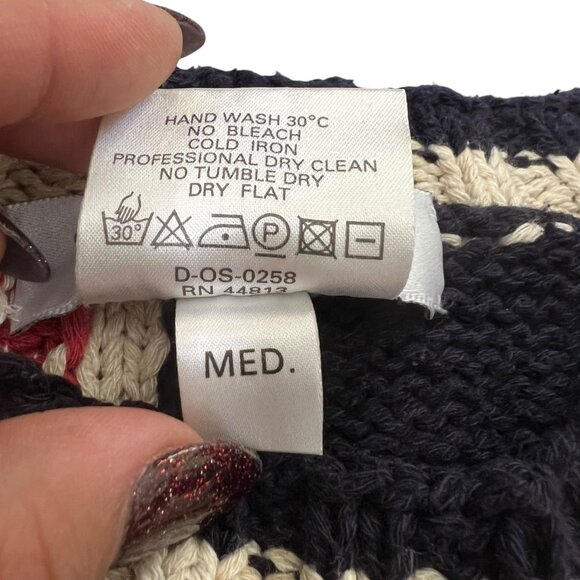 HAND WASH 30°C
NO BLEACH
COLD IRON
PROFESSIONAL DRY CLEAN
NO TUMBLE DRY
DRY FLAT
30° P
D-OS-0258
RN 44813
MED.